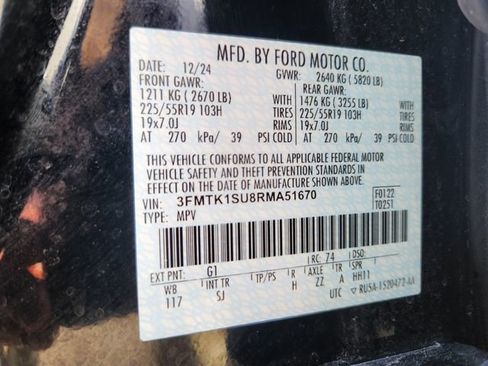 MFD. BY FORD MOTOR CO.
DATE: 12/24 GVWR: 2640 KG (5820 LB)
FRONT GAWR: REAR GAWR:
1211 KG (2670 LB) WITH 1476 KG (3255 LB)
225/55R19 103H TIRES 225/55R19 103H
19x7.0J RIMS 19x7.0J
AT 270 kPa/ 39 PSI COLD AT 270 kPa/ 39 PSI COLD
THIS VEHICLE CONFORMS TO ALL APPLICABLE FEDERAL MOTOR
VEHICLE SAFETY AND THEFT PREVENTION STANDARDS IN
EFFECT ON THE DATE OF MANUFACTURE SHOWN ABOVE.
VIN: 3FMTK1SU8RMA51670 F0122
TYPE: MPV T0251
EXT PNT: G1 RC: 74 DSO:
WB INT TR TP/PS R AXLE TR SPR
117 SJ H ZZ A HH11
UTC RU5A-1520472-AA